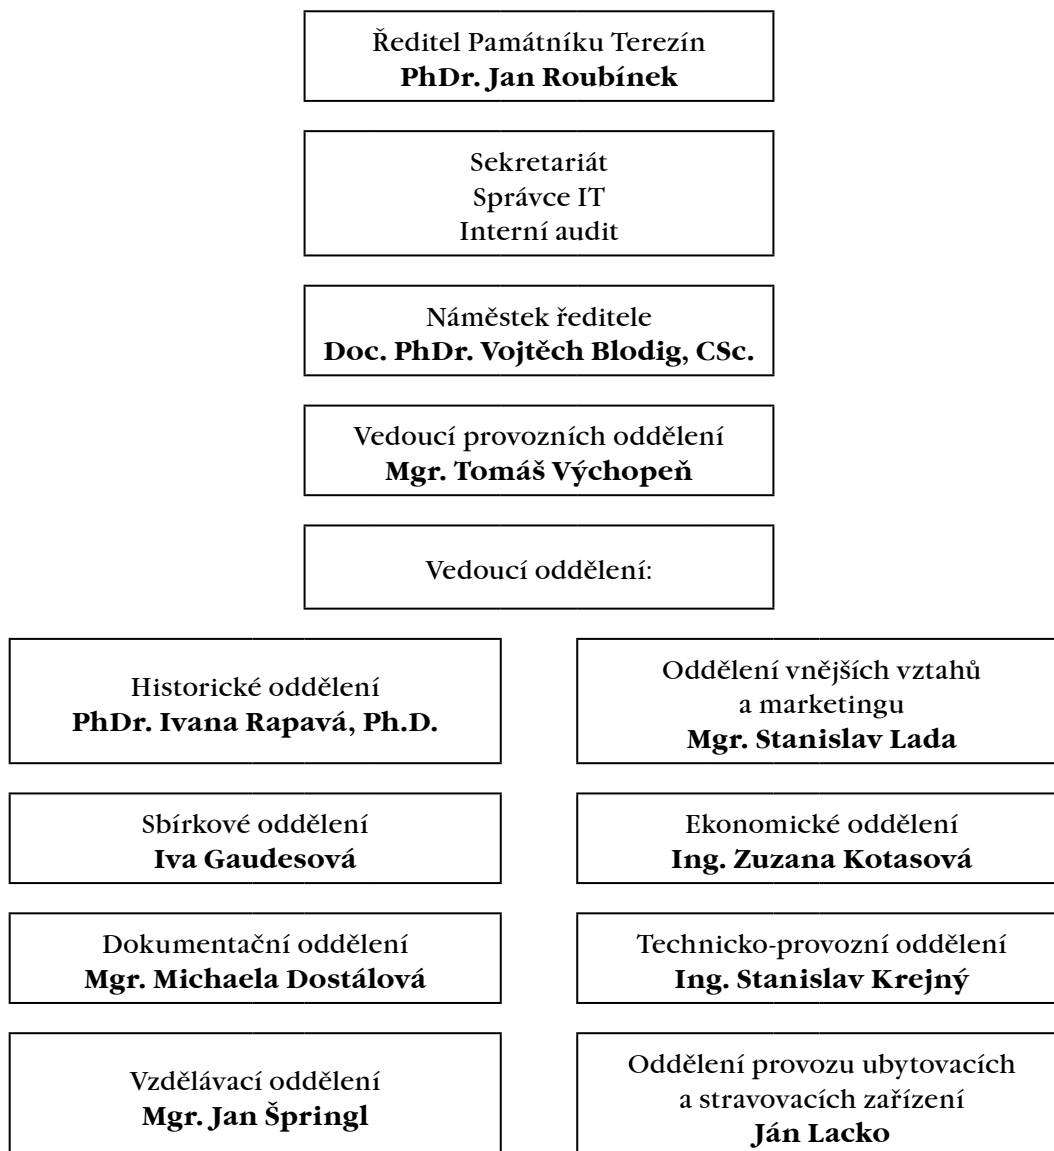 Ředitel Památníku Terezín
PhDr. Jan Roubínek
Sekretariát
Správce IT
Interní audit
Náměstek ředitele
Doc. PhDr. Vojtěch Blodig, CSc.
Vedoucí provozních oddělení
Mgr. Tomáš Výchopeň
Vedoucí oddělení:
Historické oddělení
PhDr. Ivana Rapavá, Ph.D.
Oddělení vnějších vztahů
a marketingu
Mgr. Stanislav Lada
Sbírkové oddělení
Iva Gaudesová
Ekonomické oddělení
Ing. Zuzana Kotasová
Dokumentační oddělení
Mgr. Michaela Dostálová
Technicko-provozní oddělení
Ing. Stanislav Krejný
Vzdělávací oddělení
Mgr. Jan Špringl
Oddělení provozu ubytovacích
a stravovacích zařízení
Ján Lacko